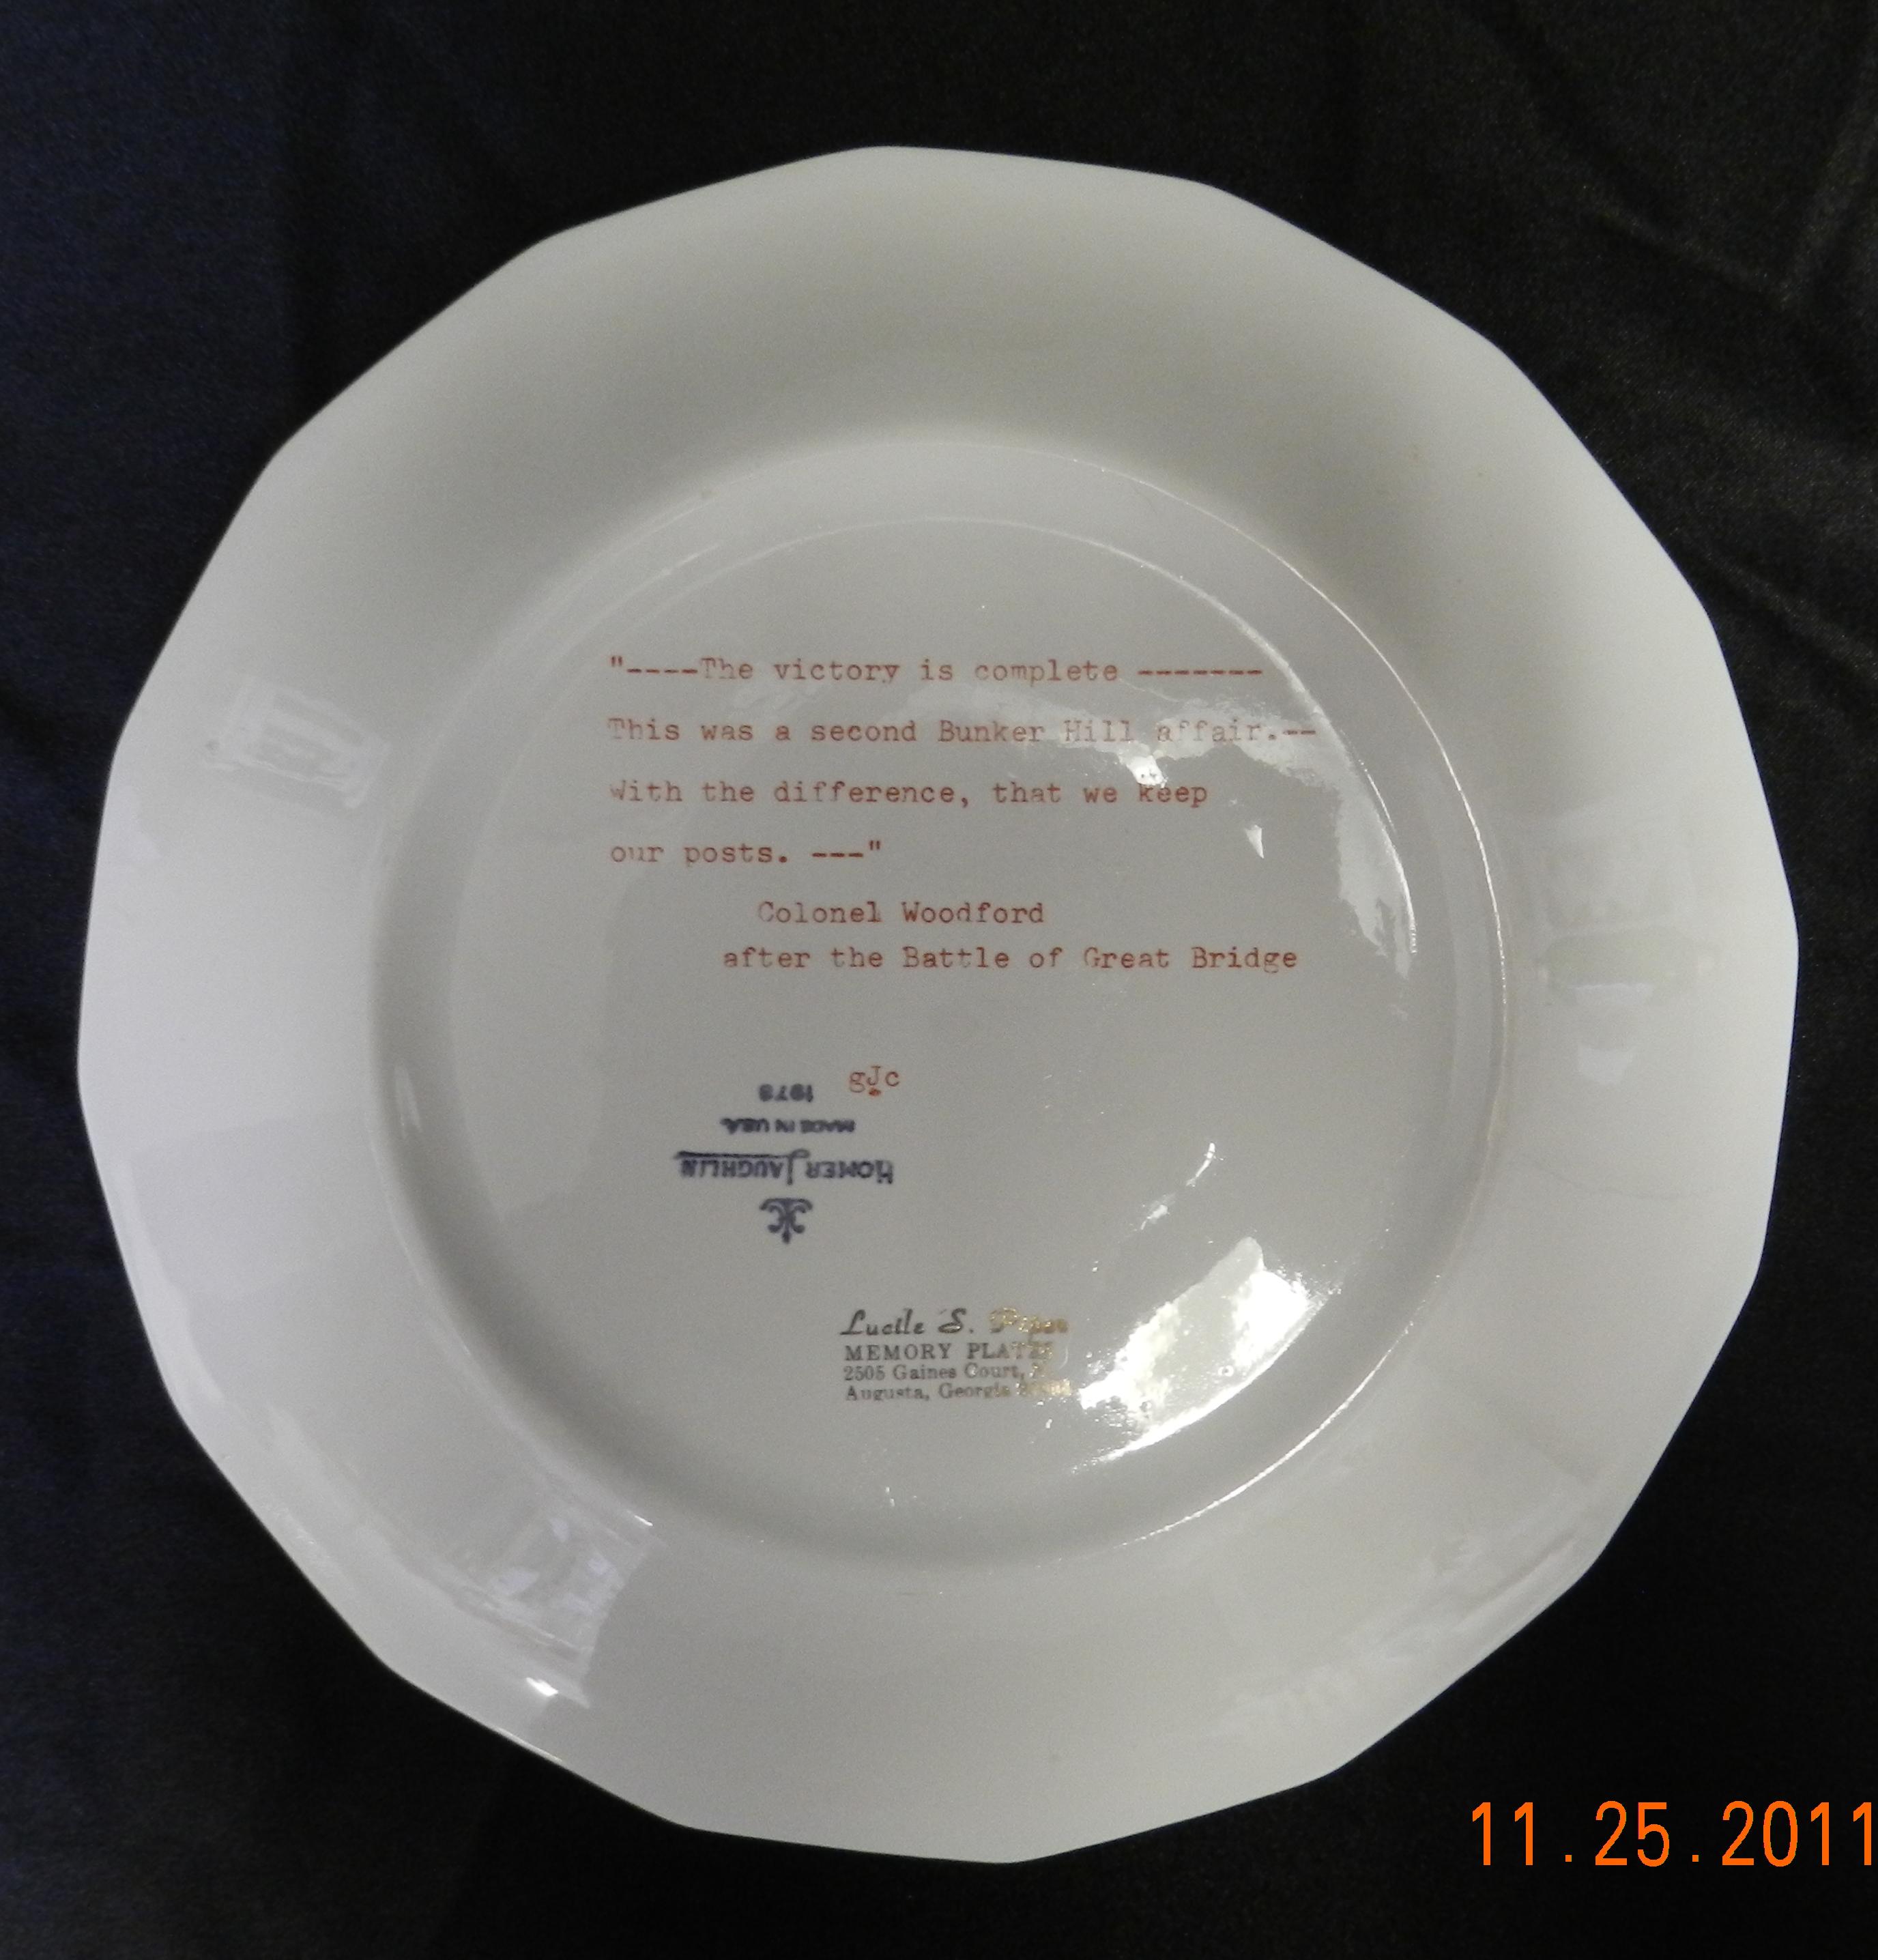 "----The victory is complete -------
This was a second Bunker Hill affair.--
With the difference, that we keep
our posts. ---"
Colonel Woodford
after the Battle of Great Bridge
gJc
HOMER LAUGHLIN
MADE IN U.S.A.
1978
Lucile S.
MEMORY PLATES
2505 Gaines Court,
Augusta, Georgia
11.25.2011